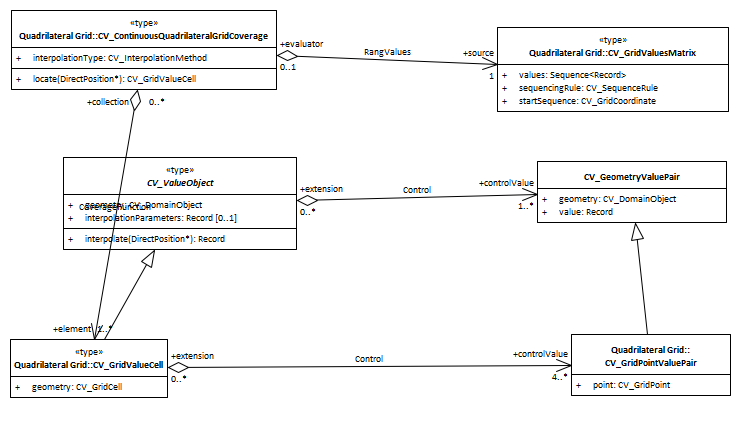 «type»
Quadrilateral Grid::CV_ContinuousQuadrilateralGridCoverage
+ interpolationType: CV_InterpolationMethod
+ locate(DirectPosition*): CV_GridValueCell
+evaluator
0..1
RangValues
+source
1
«type»
Quadrilateral Grid::CV_GridValuesMatrix
+ values: Sequence<Record>
+ sequencingRule: CV_SequenceRule
+ startSequence: CV_GridCoordinate
+collection
0..*
«type»
CV_ValueObject
+ geometry: CV_DomainObject
CoverageFunction
+ interpolationParameters: Record [0..1]
+ interpolate(DirectPosition*): Record
+extension
0..*
Control
+controlValue
1..*
CV_GeometryValuePair
+ geometry: CV_DomainObject
+ value: Record
+element
1..*
«type»
Quadrilateral Grid::CV_GridValueCell
+ geometry: CV_GridCell
+extension
0..*
Control
+controlValue
4..*
Quadrilateral Grid::
CV_GridPointValuePair
+ point: CV_GridPoint